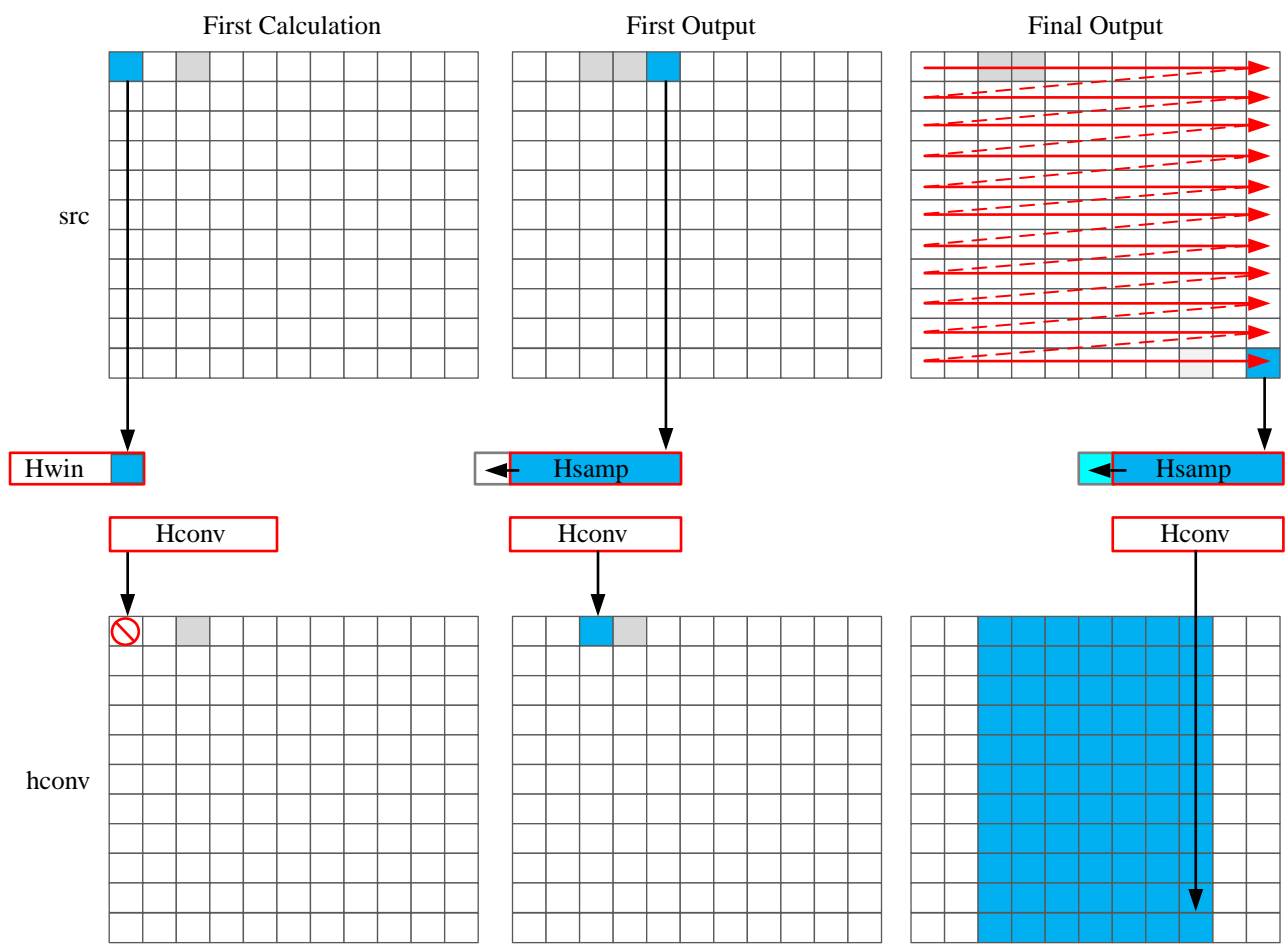 First Calculation
First Output
Final Output
src
Hwin
Hsamp
Hsamp
Hconv
Hconv
Hconv
hconv